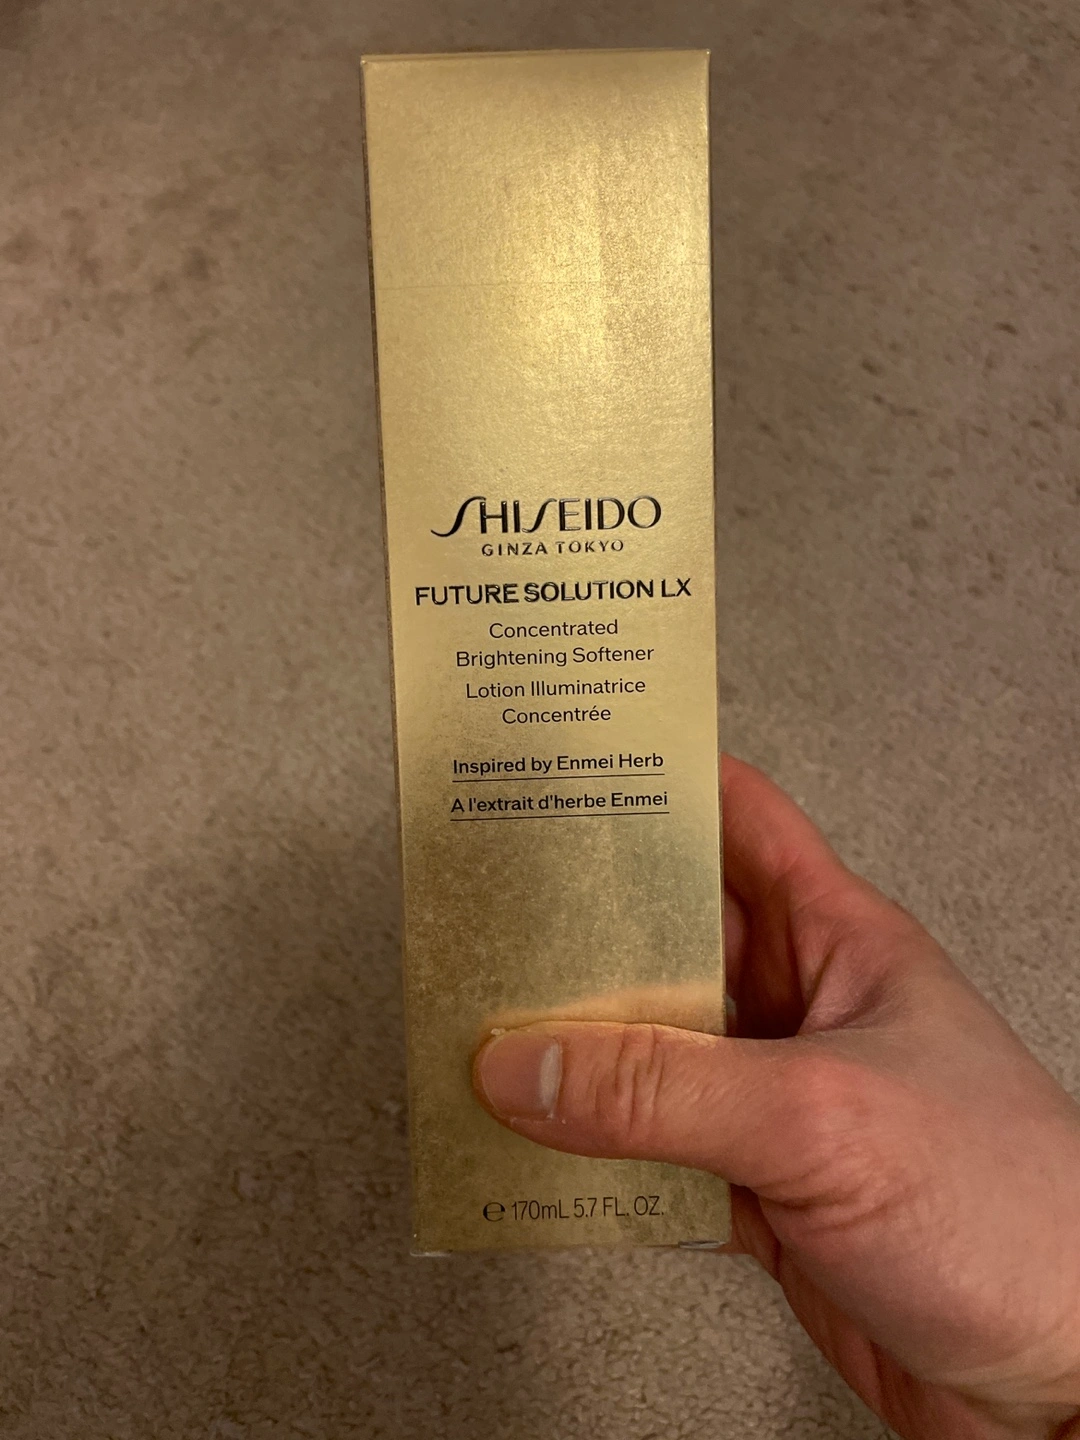 SHISEIDO
GINZA TOKYO
FUTURE SOLUTION LX
Concentrated
Brightening Softener
Lotion Illuminatrice
Concentrée
Inspired by Enmei Herb
A l'extrait d'herbe Enmei
℮ 170mL 5.7 FL. OZ.